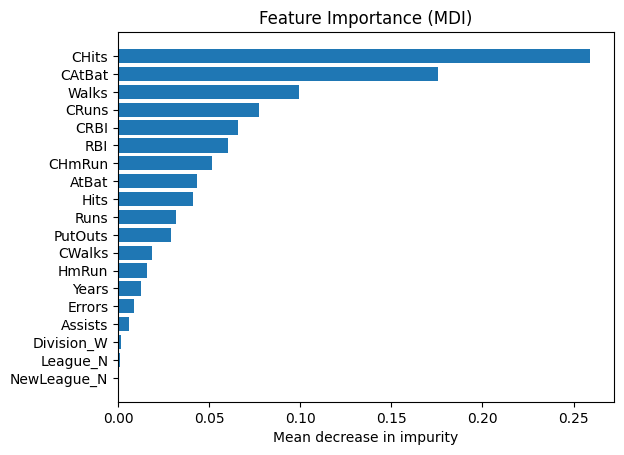 Feature Importance (MDI)
CHits
CAtBat
Walks
CRuns
CRBI
RBI
CHmRun
AtBat
Hits
Runs
PutOuts
CWalks
HmRun
Years
Errors
Assists
Division_W
League_N
NewLeague_N
0.00 0.05 0.10 0.15 0.20 0.25
Mean decrease in impurity